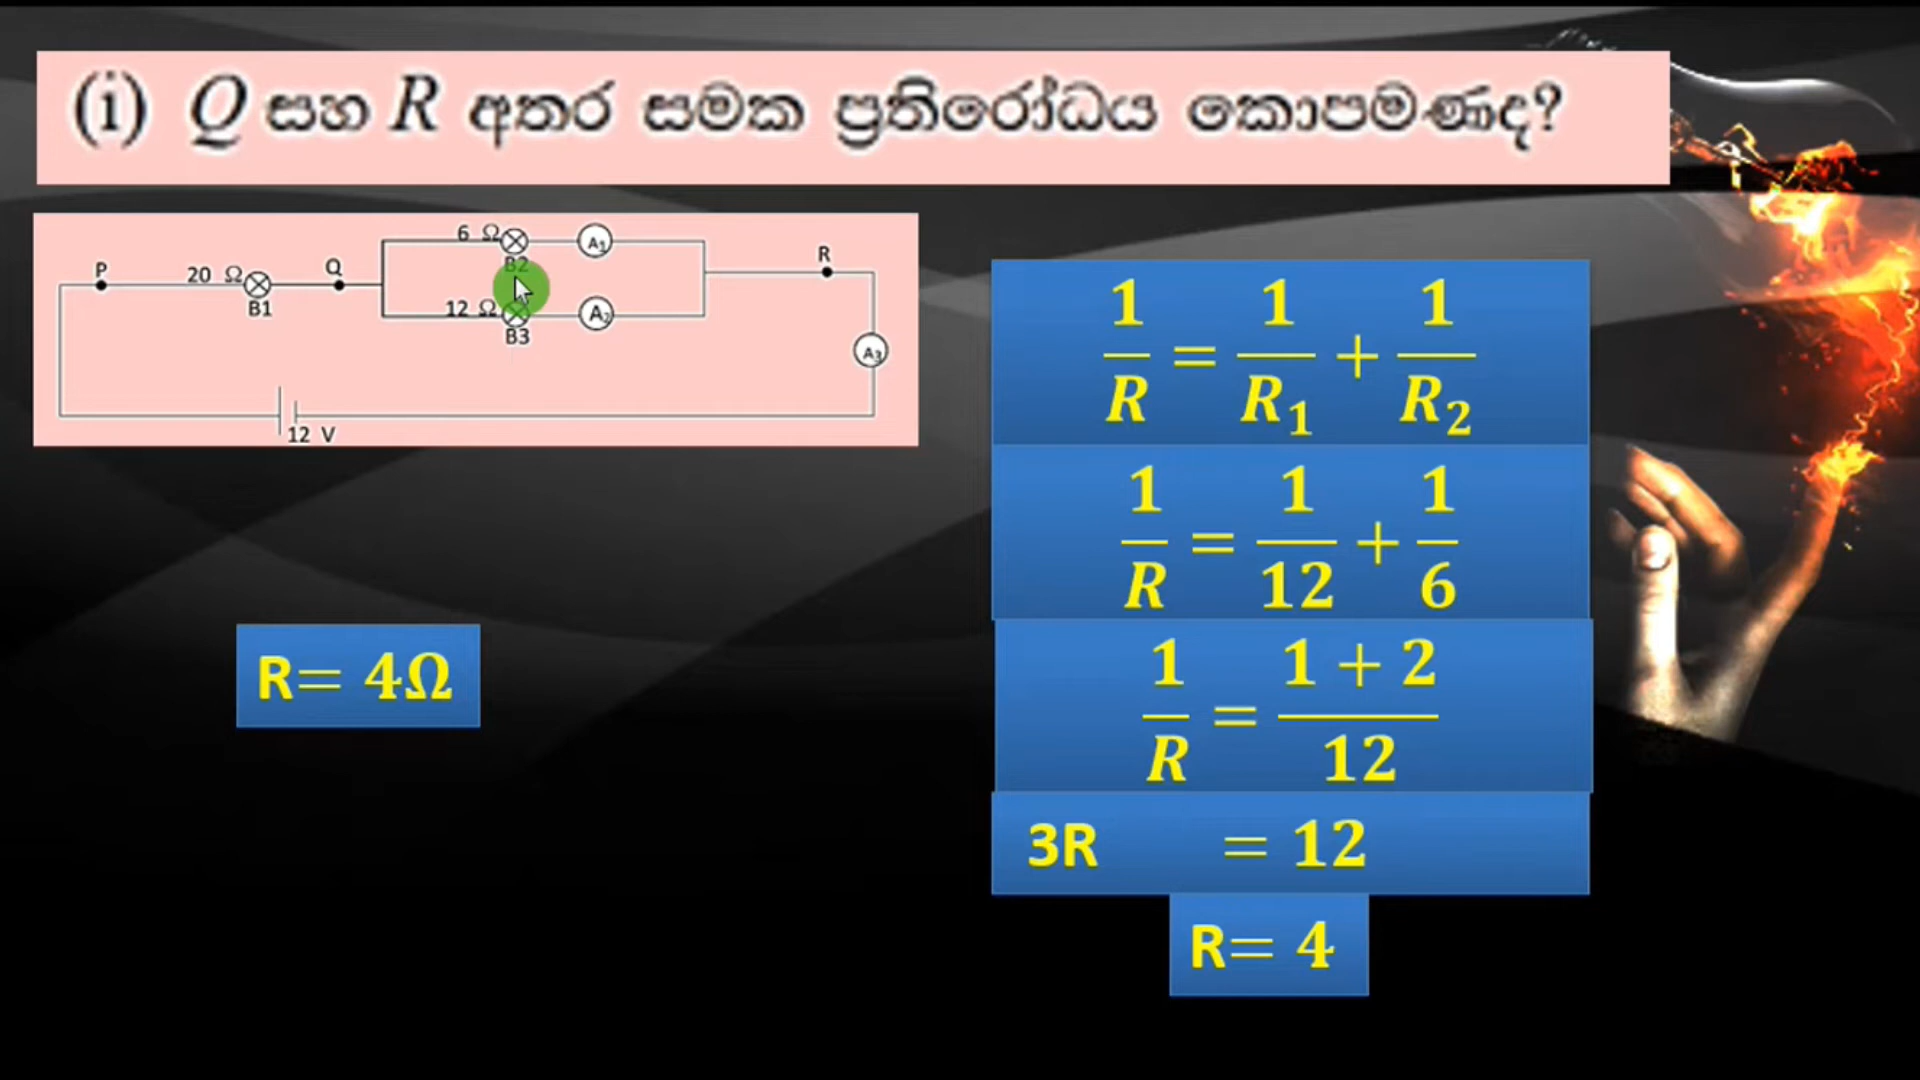 (i) Q සහ R අතර සමක ප්‍රතිරෝධය කොපමණද?
6 Ω
A₁
B2
P
20 Ω
B1
Q
12 Ω
A₂
B3
R
A₃
12 V
1/R = 1/R₁ + 1/R₂
1/R = 1/12 + 1/6
1/R = (1 + 2)/12
3R = 12
R= 4
R= 4Ω